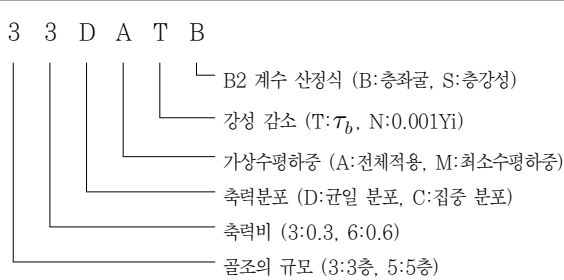 3 3 D A T B
B2 계수 산정식 (B:층좌굴, S:층강성)
강성 감소 (T:τb, N:0.001Yi)
가상수평하중 (A:전체적용, M:최소수평하중)
축력분포 (D:균일 분포, C:집중 분포)
축력비 (3:0.3, 6:0.6)
골조의 규모 (3:3층, 5:5층)